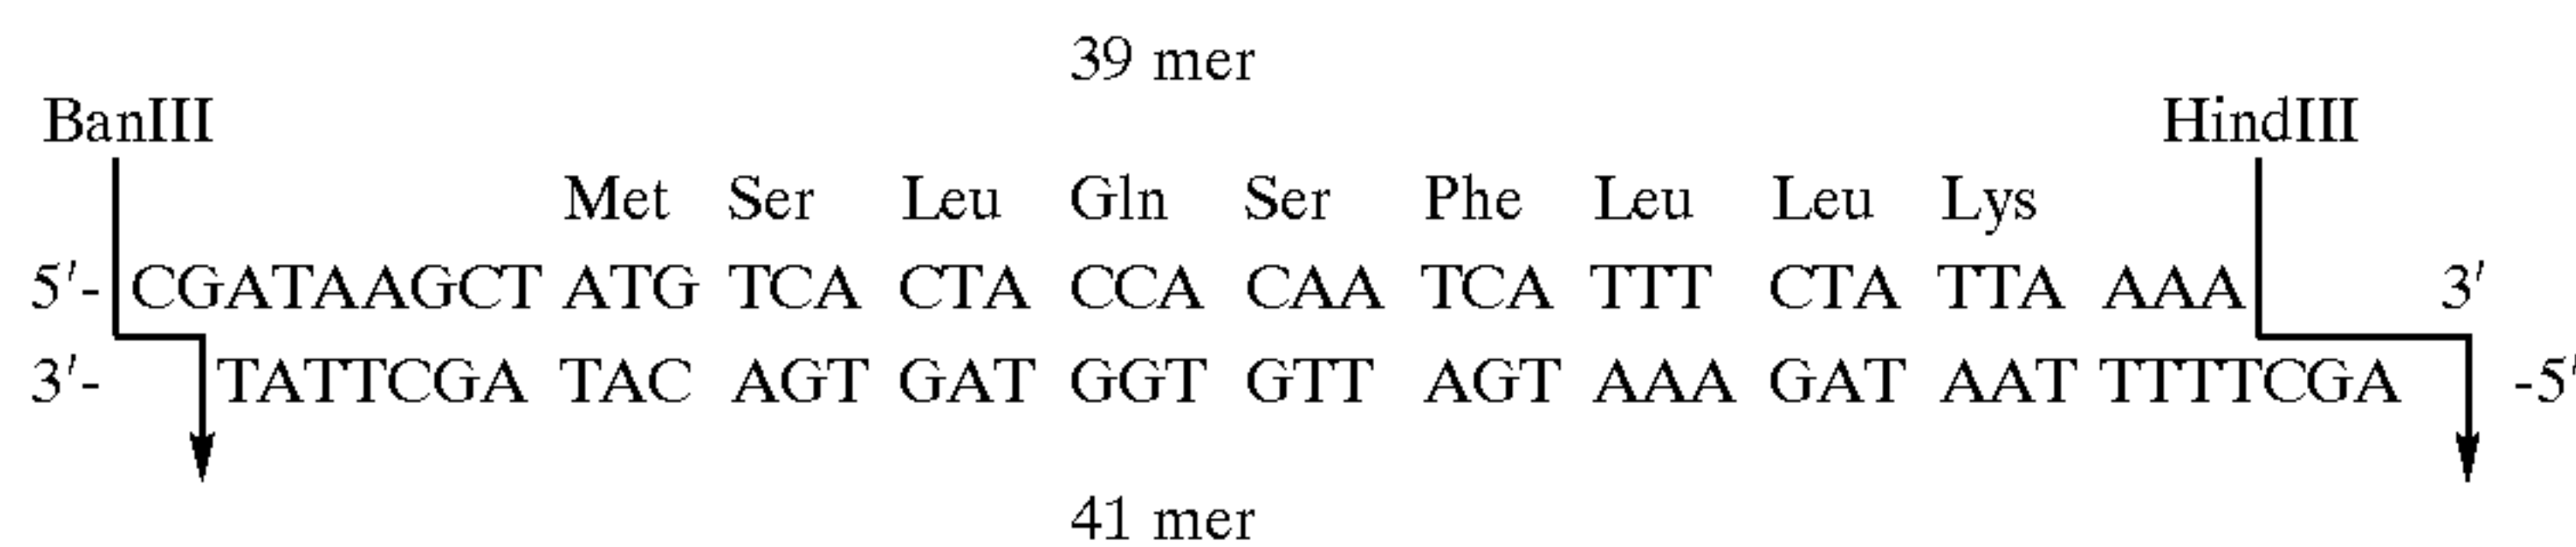 39 mer
BanIII HindIII
Met Ser Leu Gln Ser Phe Leu Leu Lys
5′- CGATAAGCT ATG TCA CTA CCA CAA TCA TTT CTA TTA AAA 3′
3′- TATTCGA TAC AGT GAT GGT GTT AGT AAA GAT AAT TTTTCGA -5′
41 mer